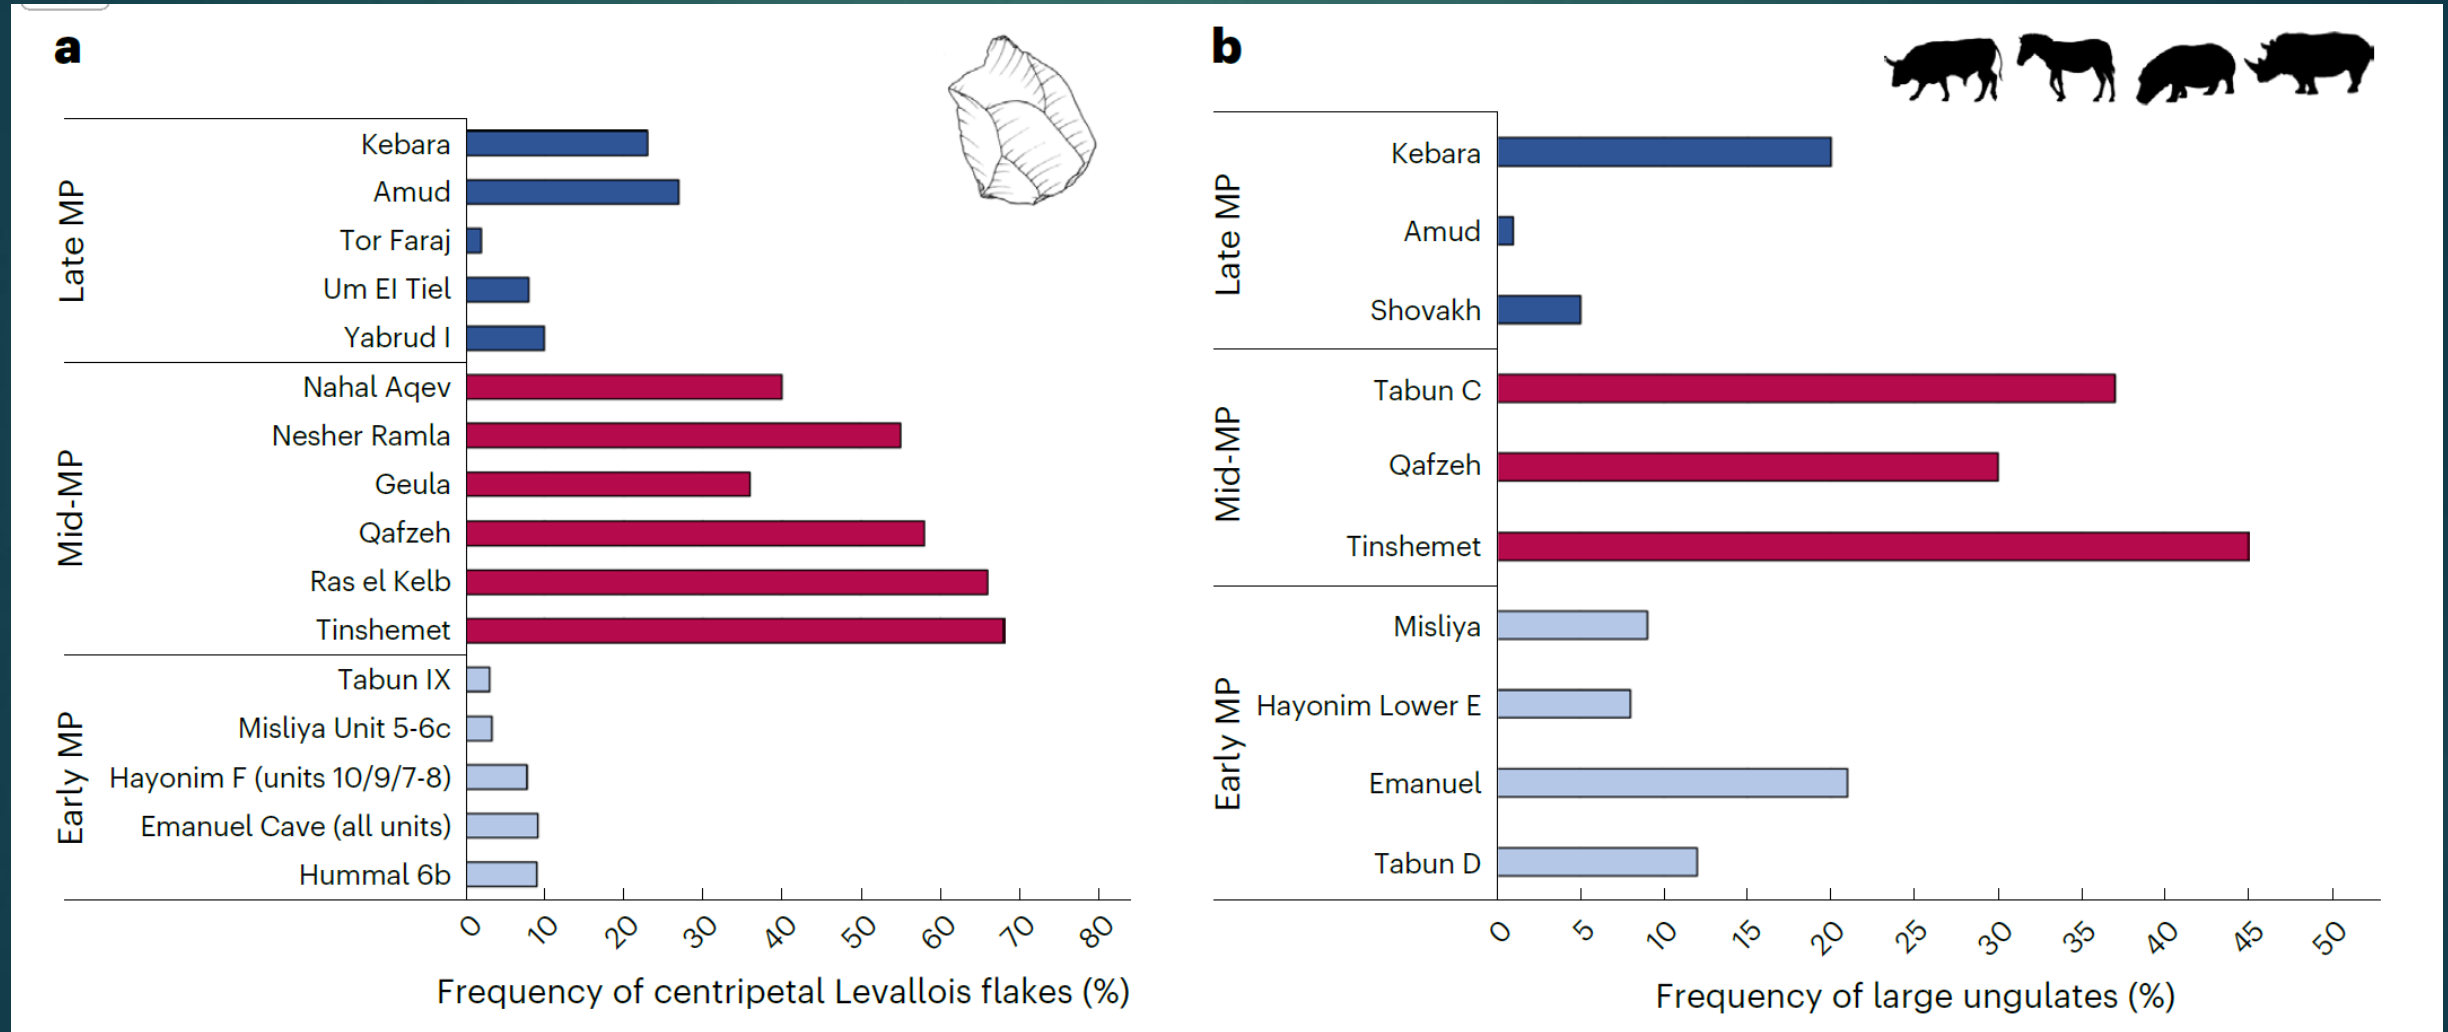 a
Late MP
Kebara
Amud
Tor Faraj
Um El Tiel
Yabrud I
Mid-MP
Nahal Aqev
Nesher Ramla
Geula
Qafzeh
Ras el Kelb
Tinshemet
Early MP
Tabun IX
Misliya Unit 5-6c
Hayonim F (units 10/9/7-8)
Emanuel Cave (all units)
Hummal 6b
0 10 20 30 40 50 60 70 80
Frequency of centripetal Levallois flakes (%)
b
Late MP
Kebara
Amud
Shovakh
Mid-MP
Tabun C
Qafzeh
Tinshemet
Early MP
Misliya
Hayonim Lower E
Emanuel
Tabun D
0 5 10 15 20 25 30 35 40 45 50
Frequency of large ungulates (%)